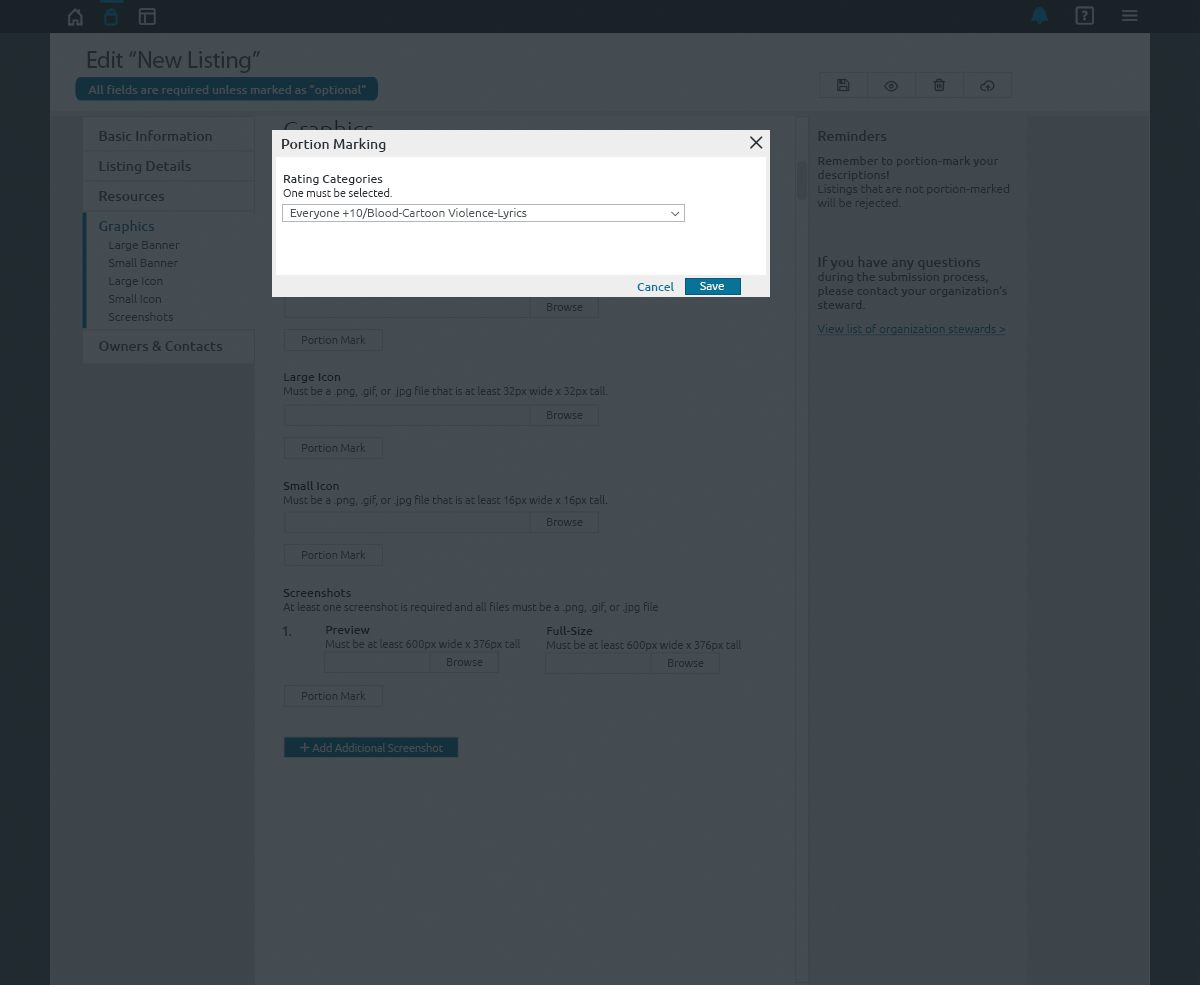 ?
Edit “New Listing”
All fields are required unless marked as "optional"
Basic Information
Listing Details
Resources
Graphics
Large Banner
Small Banner
Large icon
Small icon
Screenshots
Owners & Contacts
Graphics
Portion Marking
Rating Categories
One must be selected.
Everyone +10/Blood-Cartoon Violence-Lyrics
Cancel
Save
Browse
Portion Mark
Large Icon
Must be a .png, .gif, or .jpg file that is at least 32px wide x 32px tall.
Browse
Portion Mark
Small Icon
Must be a .png, .gif, or .jpg file that is at least 16px wide x 16px tall.
Browse
Portion Mark
Screenshots
At least one screenshot is required and all files must be a .png, .gif, or .jpg file
1.
Preview
Must be at least 600px wide x 376px tall
Browse
Full-Size
Must be at least 600px wide x 376px tall
Browse
Portion Mark
+ Add Additional Screenshot
Reminders
Remember to portion-mark your
descriptions!
Listings that are not portion-marked
will be rejected.
If you have any questions
during the submission process,
please contact your organization's
steward.
View list of organization stewards >